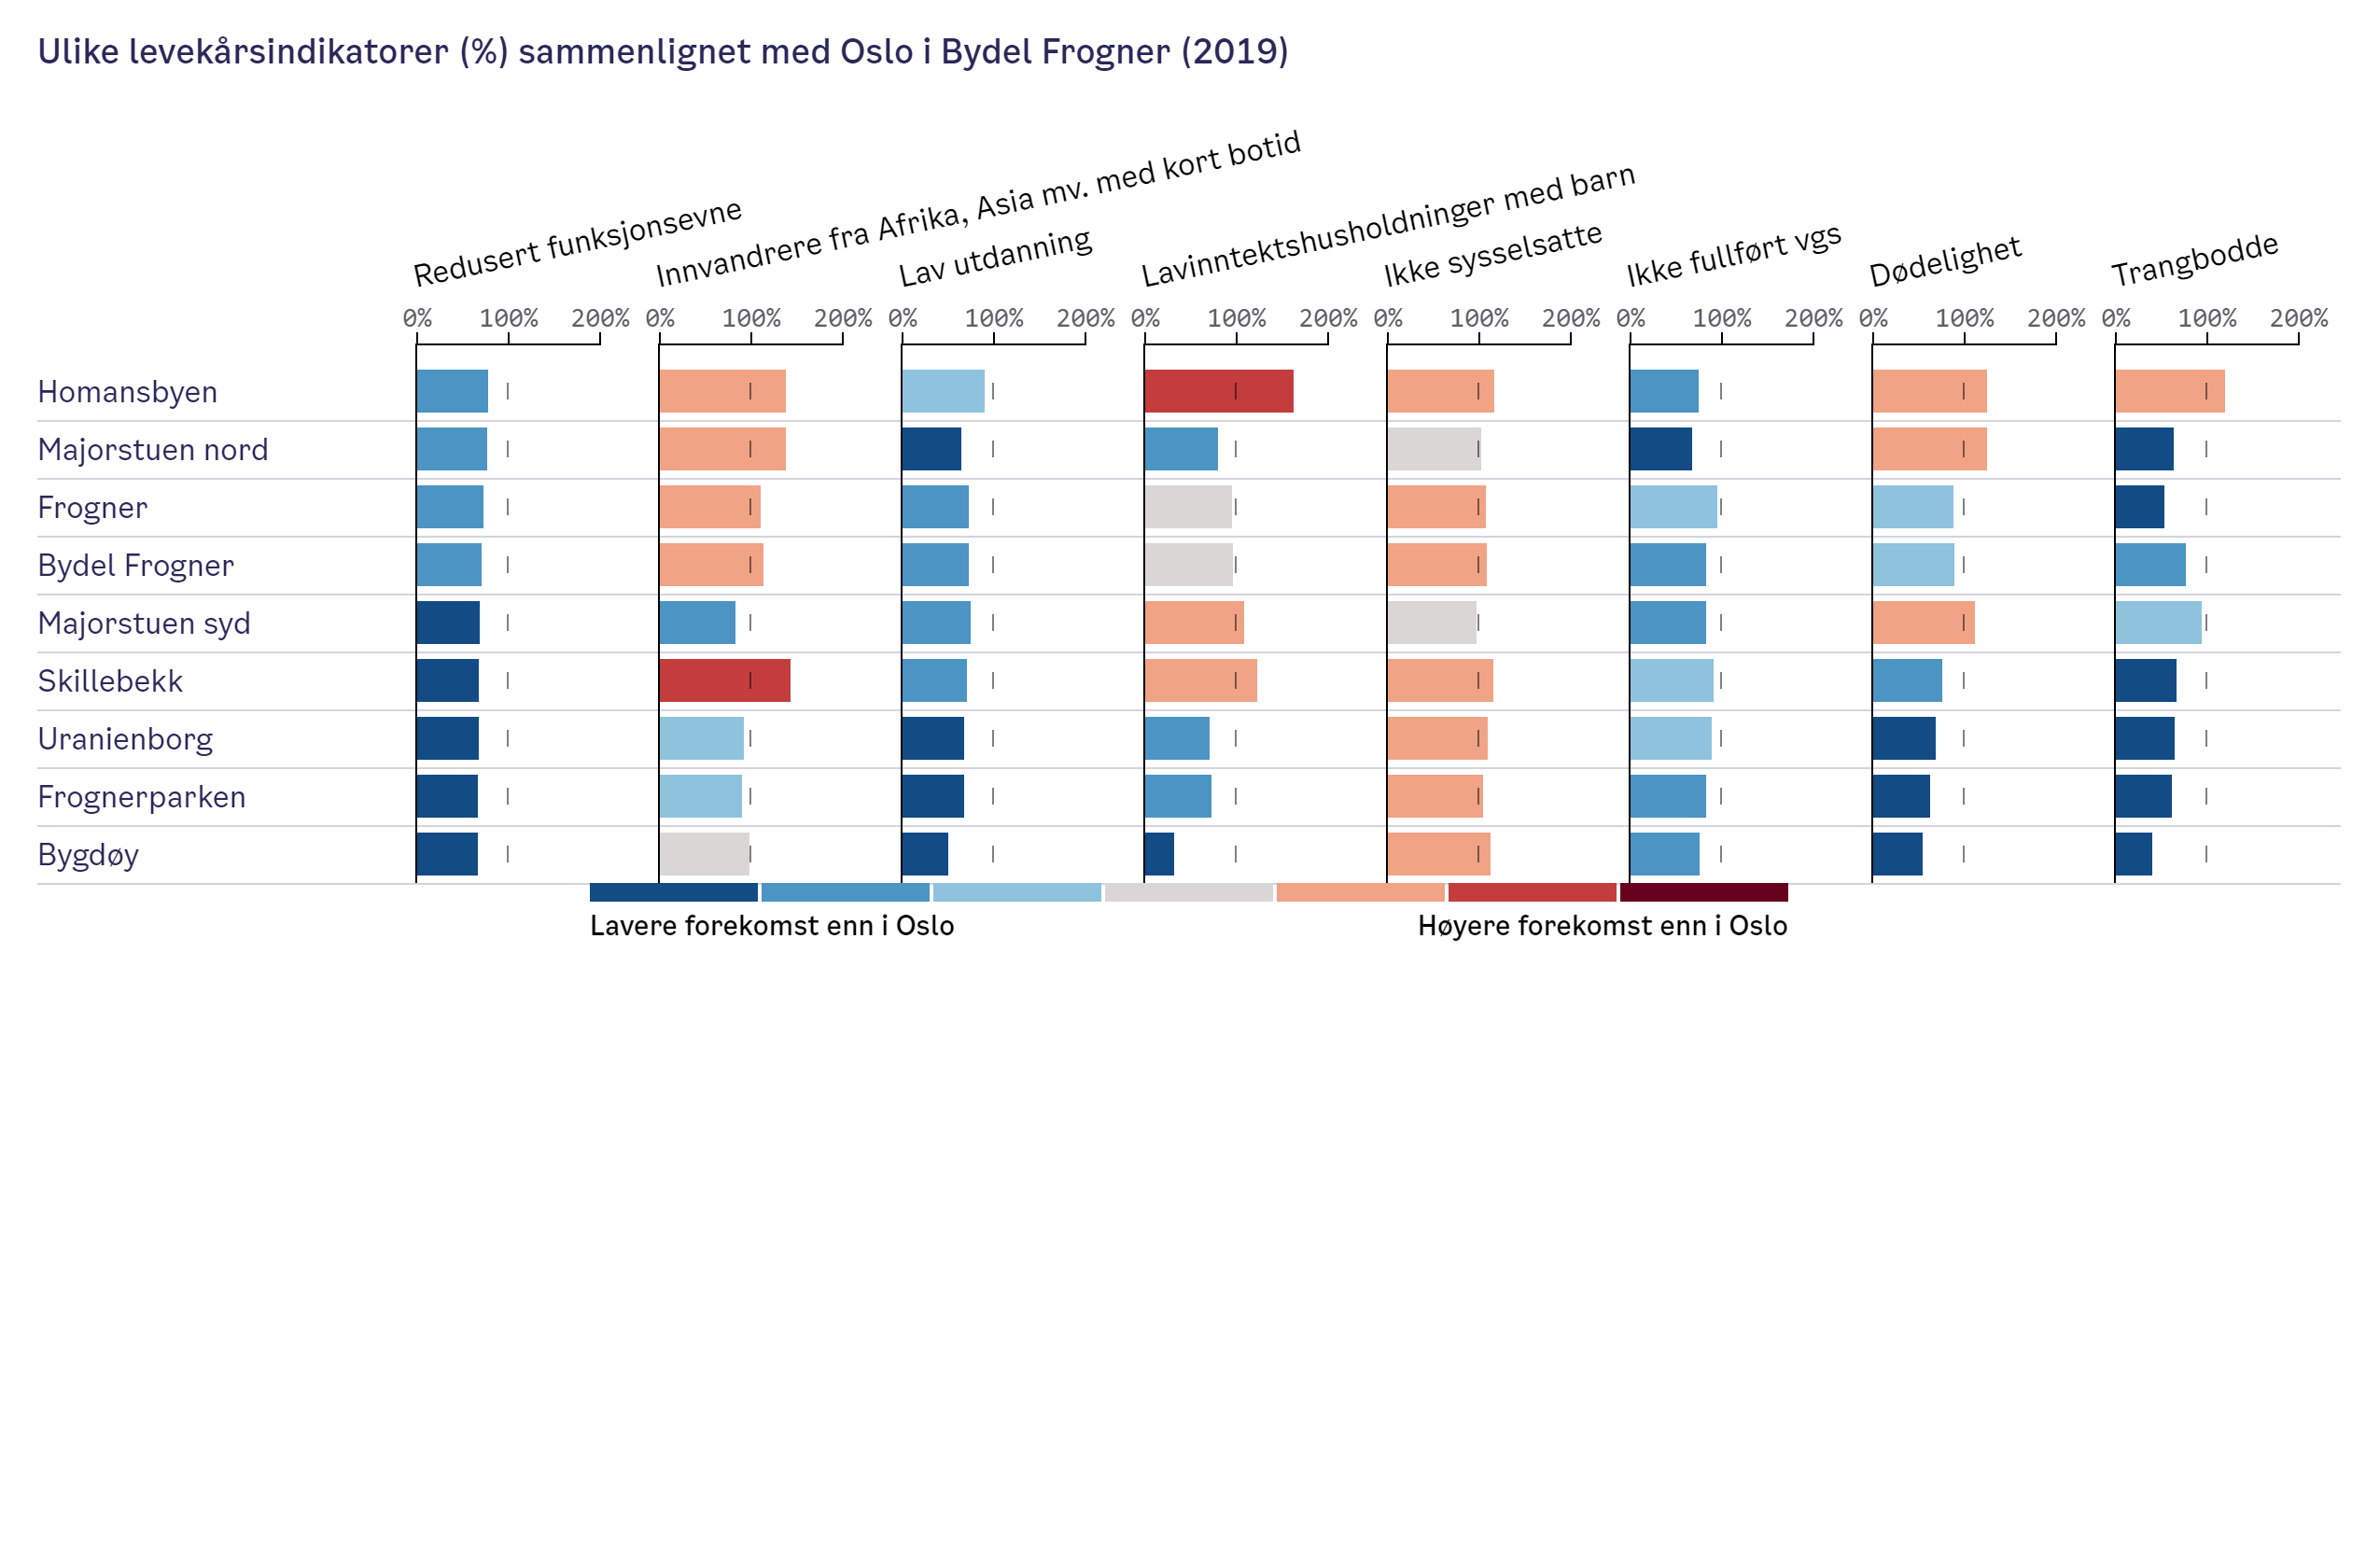 Ulike levekårsindikatorer (%) sammenlignet med Oslo i Bydel Frogner (2019)
Redusert funksjonsevne
Innvandrere fra Afrika, Asia mv. med kort botid
Lav utdanning
Lavinntektshusholdninger med barn
Ikke sysselsatte
Ikke fullført vgs
Dødelighet
Trangbodde
0% 100% 200% 0% 100% 200% 0% 100% 200% 0% 100% 200% 0% 100% 200% 0% 100% 200% 0% 100% 200% 0% 100% 200%
Homansbyen
Majorstuen nord
Frogner
Bydel Frogner
Majorstuen syd
Skillebekk
Uranienborg
Frognerparken
Bygdøy
Lavere forekomst enn i Oslo Høyere forekomst enn i Oslo